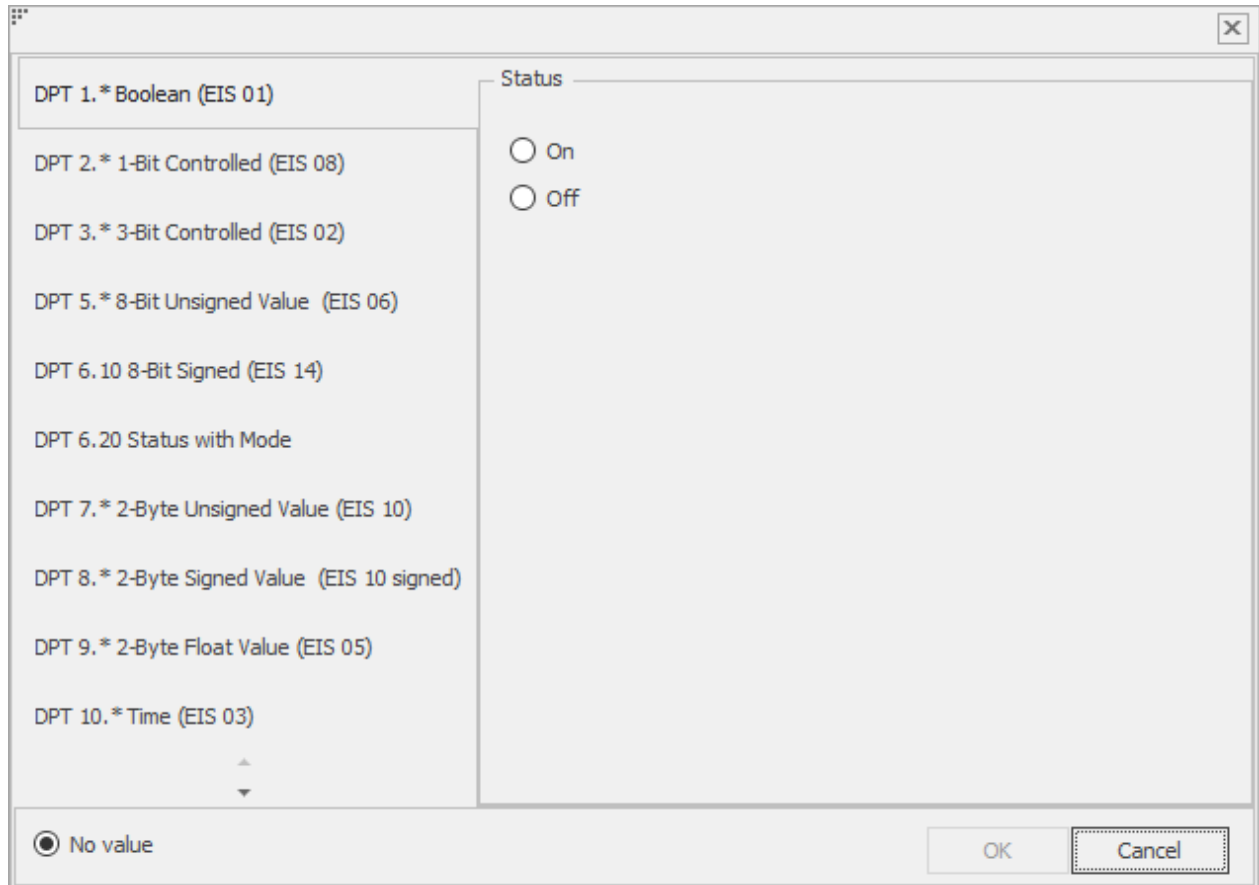 DPT 1.* Boolean (EIS 01)
DPT 2.* 1-Bit Controlled (EIS 08)
DPT 3.* 3-Bit Controlled (EIS 02)
DPT 5.* 8-Bit Unsigned Value  (EIS 06)
DPT 6.10 8-Bit Signed (EIS 14)
DPT 6.20 Status with Mode
DPT 7.* 2-Byte Unsigned Value (EIS 10)
DPT 8.* 2-Byte Signed Value  (EIS 10 signed)
DPT 9.* 2-Byte Float Value (EIS 05)
DPT 10.* Time (EIS 03)
Status
On
Off
No value
OK
Cancel